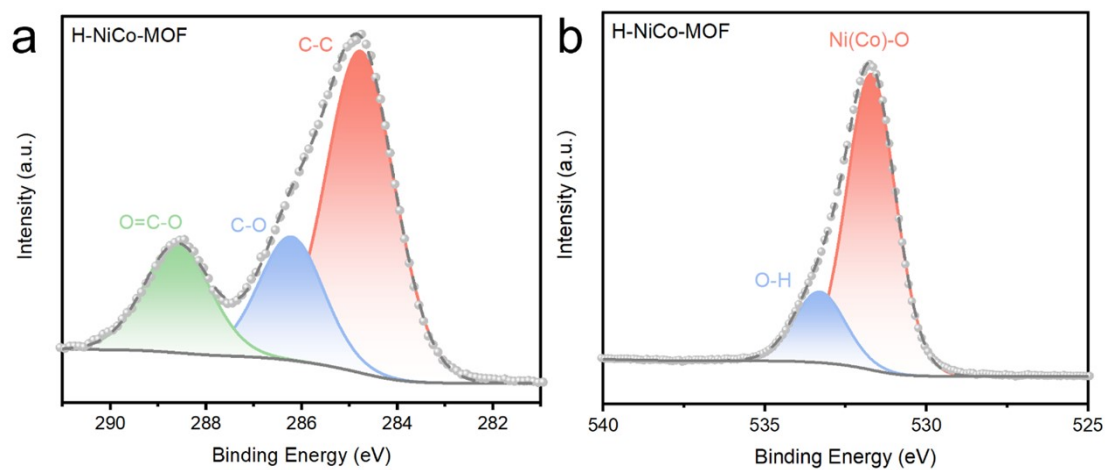 a
H-NiCo-MOF
C-C
C-O
O=C-O
Intensity (a.u.)
290 288 286 284 282
Binding Energy (eV)
b
H-NiCo-MOF
Ni(Co)-O
O-H
Intensity (a.u.)
540 535 530 525
Binding Energy (eV)